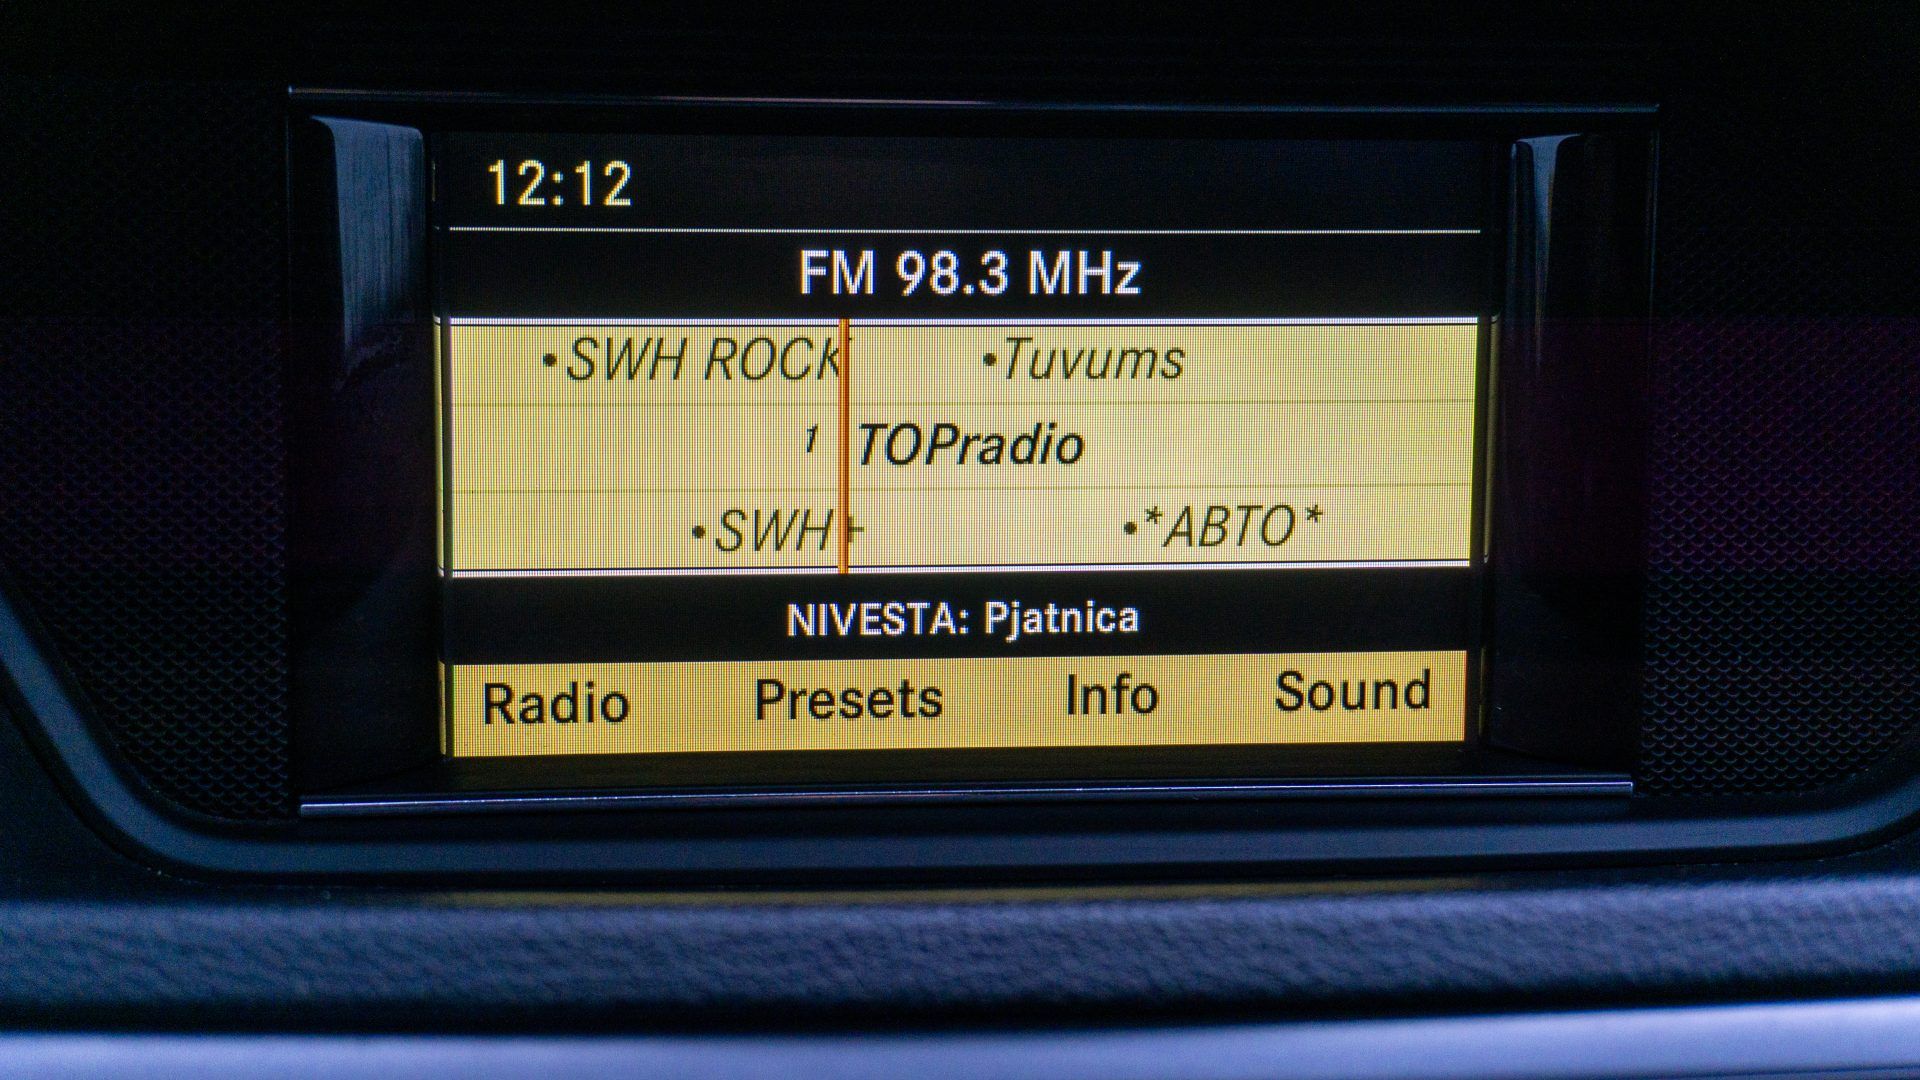 12:12
FM 98.3 MHz
•SWH ROCK •Tuvums
1 TOPradio
•SWH+ •*ABTO*
NIVESTA: Pjatnica
Radio Presets Info Sound